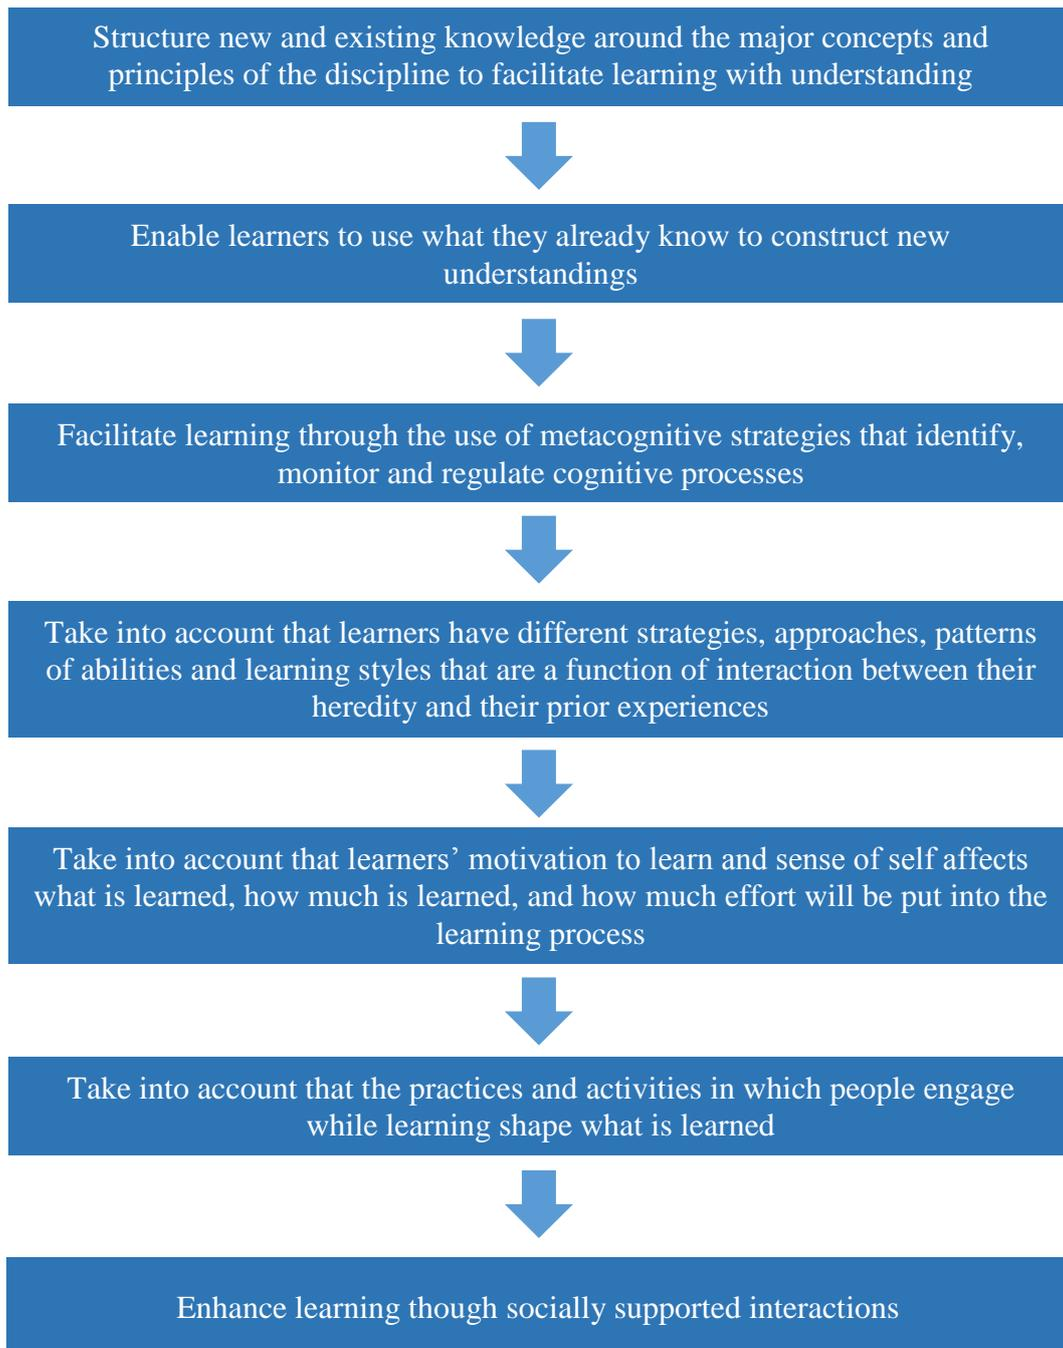 Structure new and existing knowledge around the major concepts and
principles of the discipline to facilitate learning with understanding
Enable learners to use what they already know to construct new
understandings
Facilitate learning through the use of metacognitive strategies that identify,
monitor and regulate cognitive processes
Take into account that learners have different strategies, approaches, patterns
of abilities and learning styles that are a function of interaction between their
heredity and their prior experiences
Take into account that learners’ motivation to learn and sense of self affects
what is learned, how much is learned, and how much effort will be put into the
learning process
Take into account that the practices and activities in which people engage
while learning shape what is learned
Enhance learning though socially supported interactions